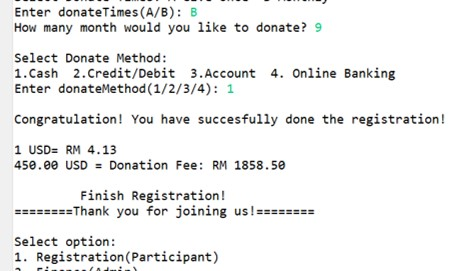 Enter donateTimes(A/B): B
How many month would you like to donate? 9
Select Donate Method:
1.Cash 2.Credit/Debit 3.Account 4. Online Banking
Enter donateMethod(1/2/3/4): 1
Congratulation! You have succesfully done the registration!
1 USD= RM 4.13
450.00 USD = Donation Fee: RM 1858.50
Finish Registration!
========Thank you for joining us!========
Select option:
1. Registration(Participant)